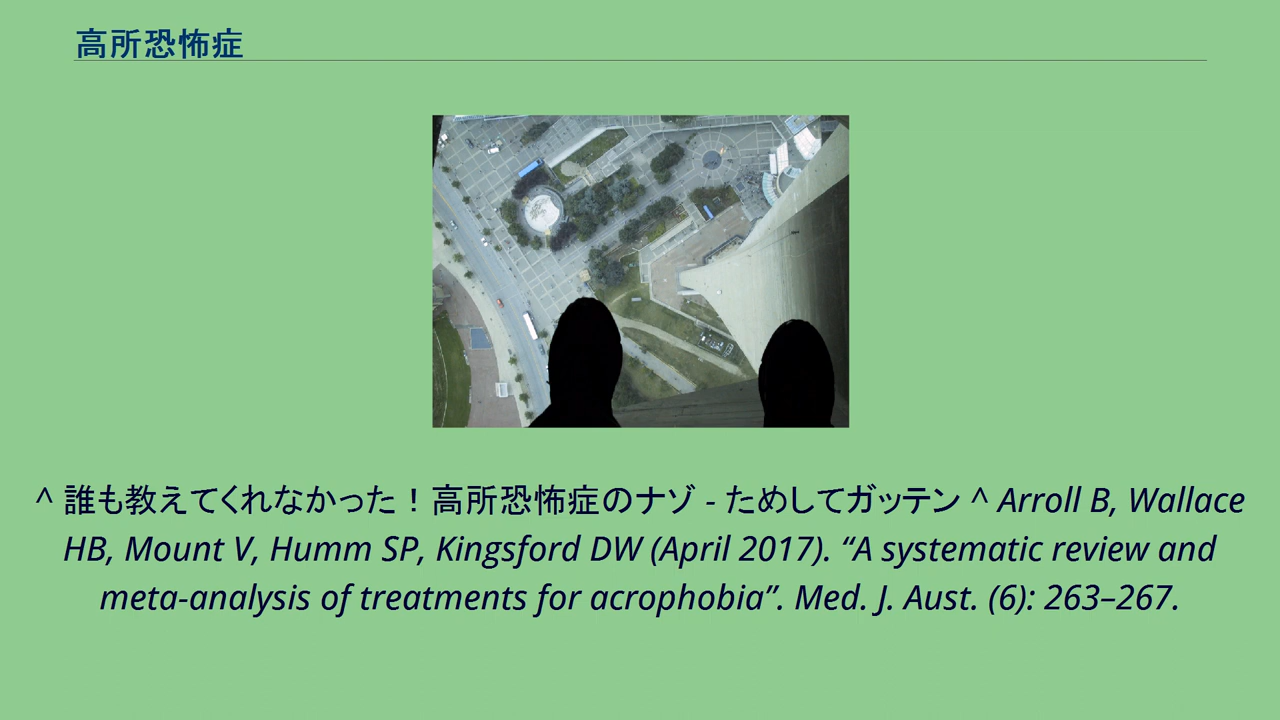 高所恐怖症
^ 誰も教えてくれなかった！高所恐怖症のナゾ - ためしてガッテン ^ Arroll B, Wallace
HB, Mount V, Humm SP, Kingsford DW (April 2017). “A systematic review and
meta-analysis of treatments for acrophobia”. Med. J. Aust. (6): 263–267.